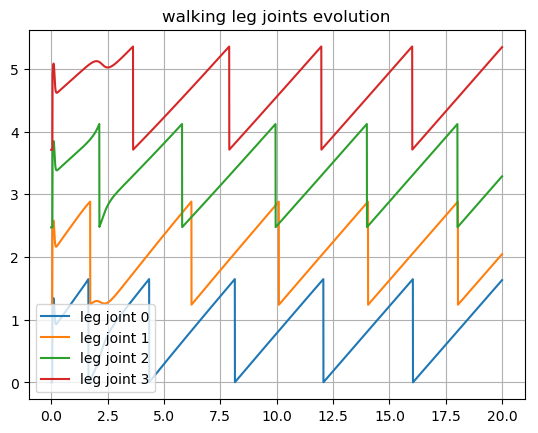 walking leg joints evolution
5
4
3
2
1
0
leg joint 0
leg joint 1
leg joint 2
leg joint 3
0.0 2.5 5.0 7.5 10.0 12.5 15.0 17.5 20.0